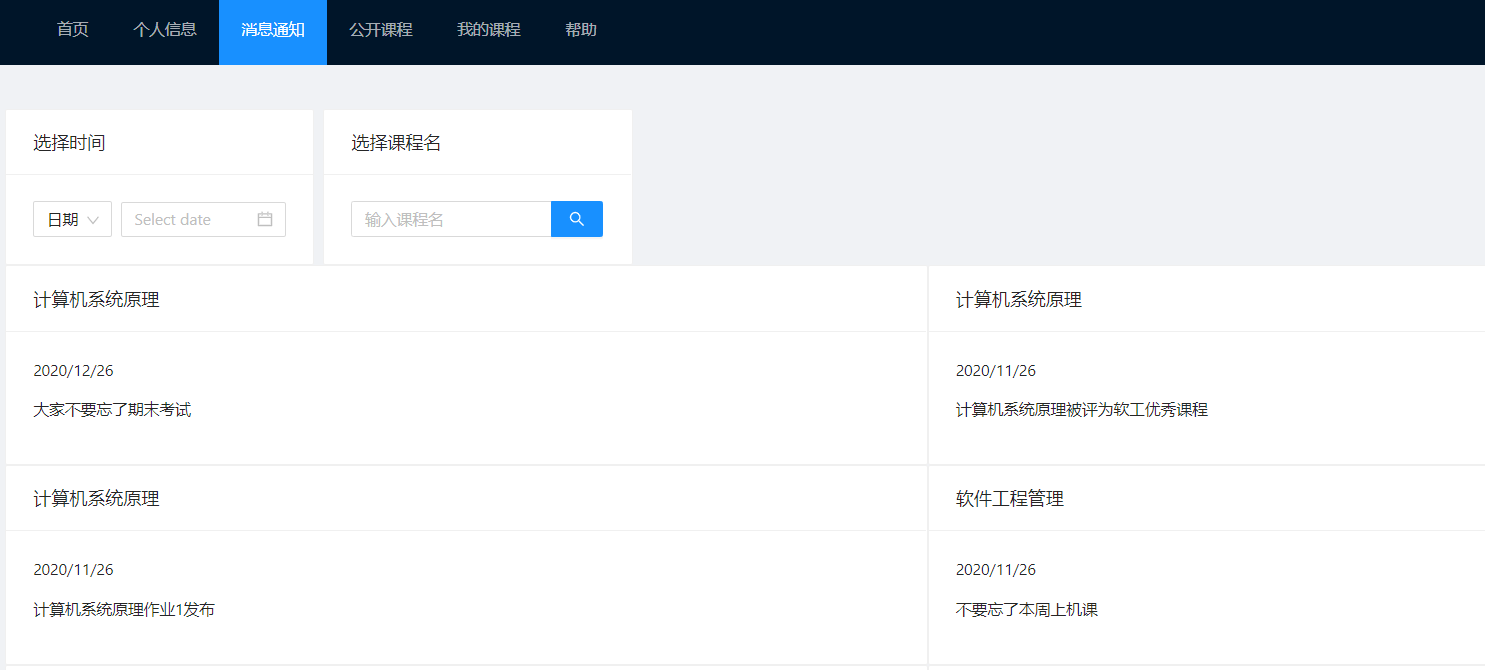 首页 个人信息 消息通知 公开课程 我的课程 帮助
选择时间 选择课程名
日期 Select date 输入课程名
计算机系统原理
2020/12/26
大家不要忘了期末考试
计算机系统原理
2020/11/26
计算机系统原理被评为软工优秀课程
计算机系统原理
2020/11/26
计算机系统原理作业1发布
软件工程管理
2020/11/26
不要忘了本周上机课